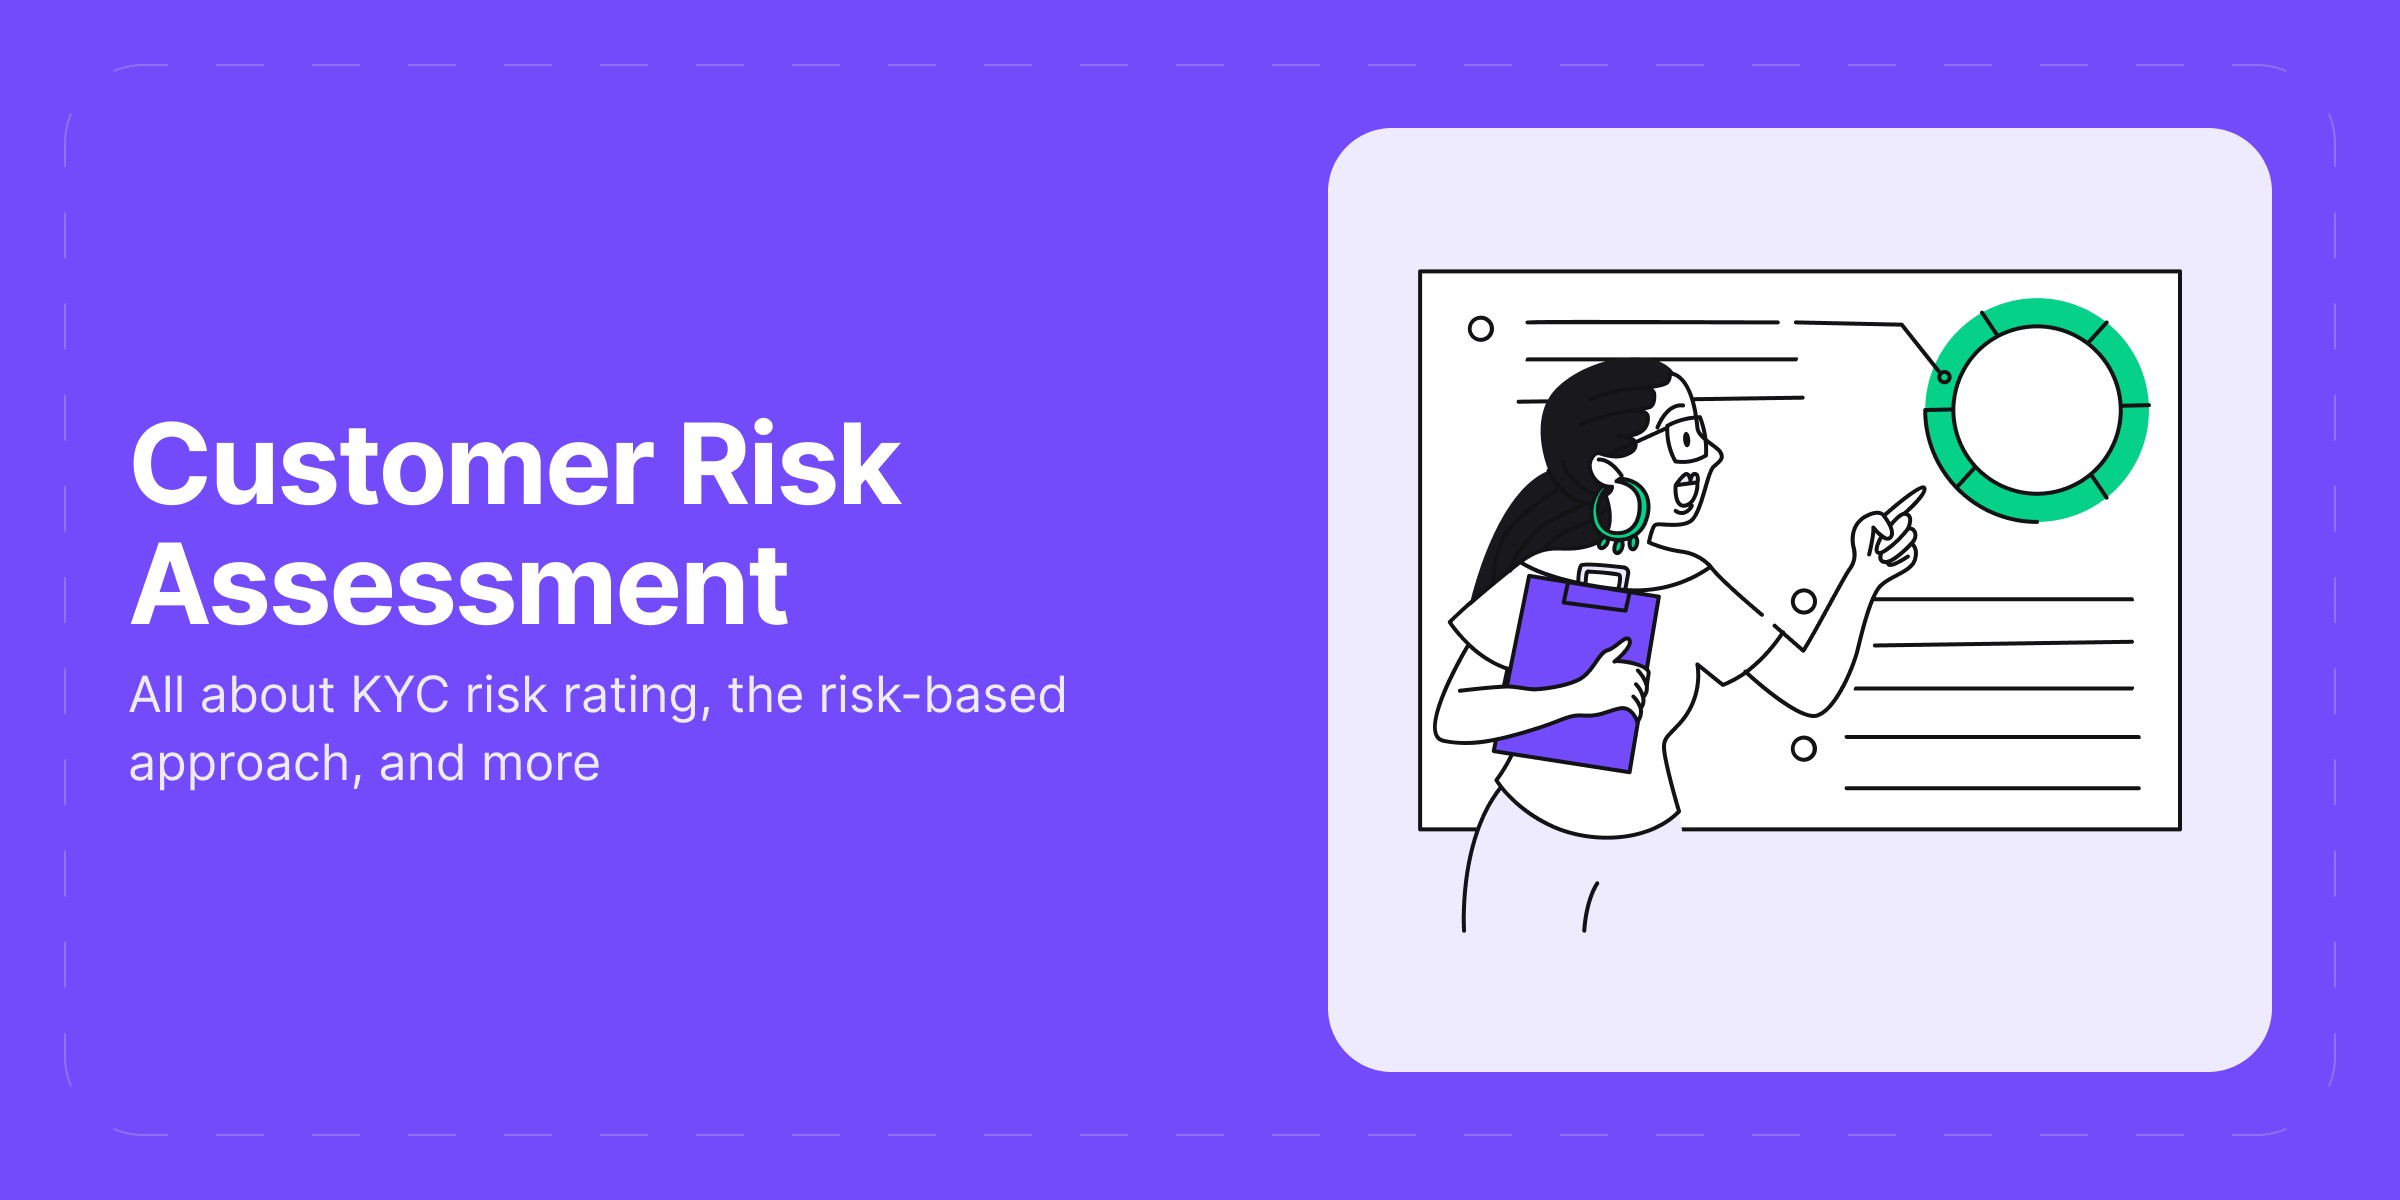 Customer Risk
Assessment
All about KYC risk rating, the risk-based
approach, and more